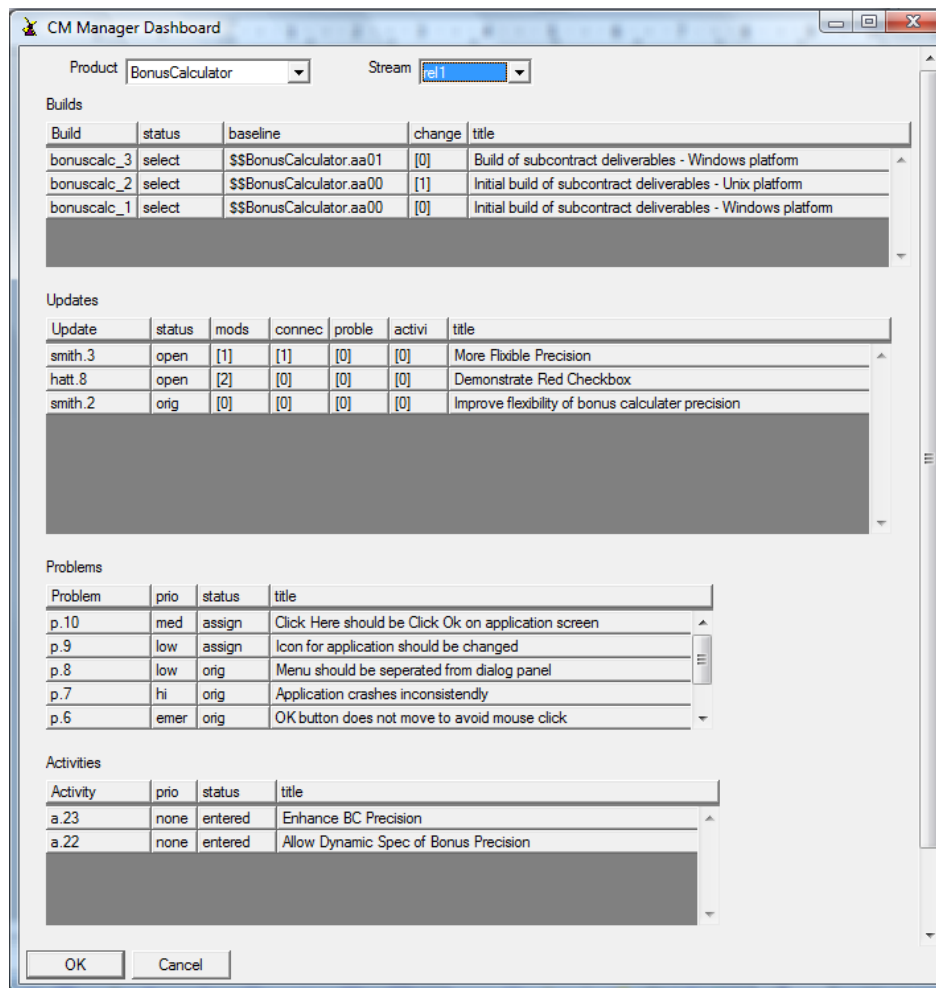 CM Manager Dashboard
Product BonusCalculator Stream rel1
Builds
Build status baseline change title
bonuscalc_3 select $$BonusCalculator.aa01 [0] Build of subcontract deliverables - Windows platform
bonuscalc_2 select $$BonusCalculator.aa00 [1] Initial build of subcontract deliverables - Unix platform
bonuscalc_1 select $$BonusCalculator.aa00 [0] Initial build of subcontract deliverables - Windows platform
Updates
Update status mods connec proble activi title
smith.3 open [1] [1] [0] [0] More Flixible Precision
hatt.8 open [2] [0] [0] [0] Demonstrate Red Checkbox
smith.2 orig [0] [0] [0] [0] Improve flexibility of bonus calculater precision
Problems
Problem prio status title
p.10 med assign Click Here should be Click Ok on application screen
p.9 low assign Icon for application should be changed
p.8 low orig Menu should be seperated from dialog panel
p.7 hi orig Application crashes inconsistendly
p.6 emer orig OK button does not move to avoid mouse click
Activities
Activity prio status title
a.23 none entered Enhance BC Precision
a.22 none entered Allow Dynamic Spec of Bonus Precision
OK Cancel